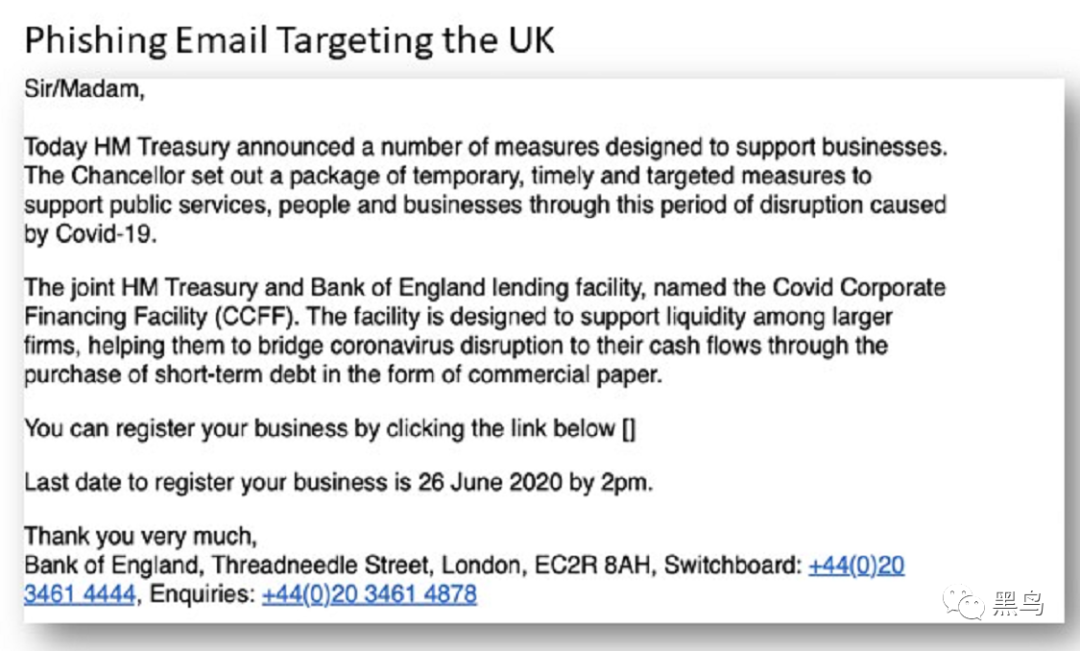 Phishing Email Targeting the UK
Sir/Madam,
Today HM Treasury announced a number of measures designed to support businesses.
The Chancellor set out a package of temporary, timely and targeted measures to
support public services, people and businesses through this period of disruption caused
by Covid-19.
The joint HM Treasury and Bank of England lending facility, named the Covid Corporate
Financing Facility (CCFF). The facility is designed to support liquidity among larger
firms, helping them to bridge coronavirus disruption to their cash flows through the
purchase of short-term debt in the form of commercial paper.
You can register your business by clicking the link below []
Last date to register your business is 26 June 2020 by 2pm.
Thank you very much,
Bank of England, Threadneedle Street, London, EC2R 8AH, Switchboard: +44(0)20
3461 4444, Enquiries: +44(0)20 3461 4878
黑鸟